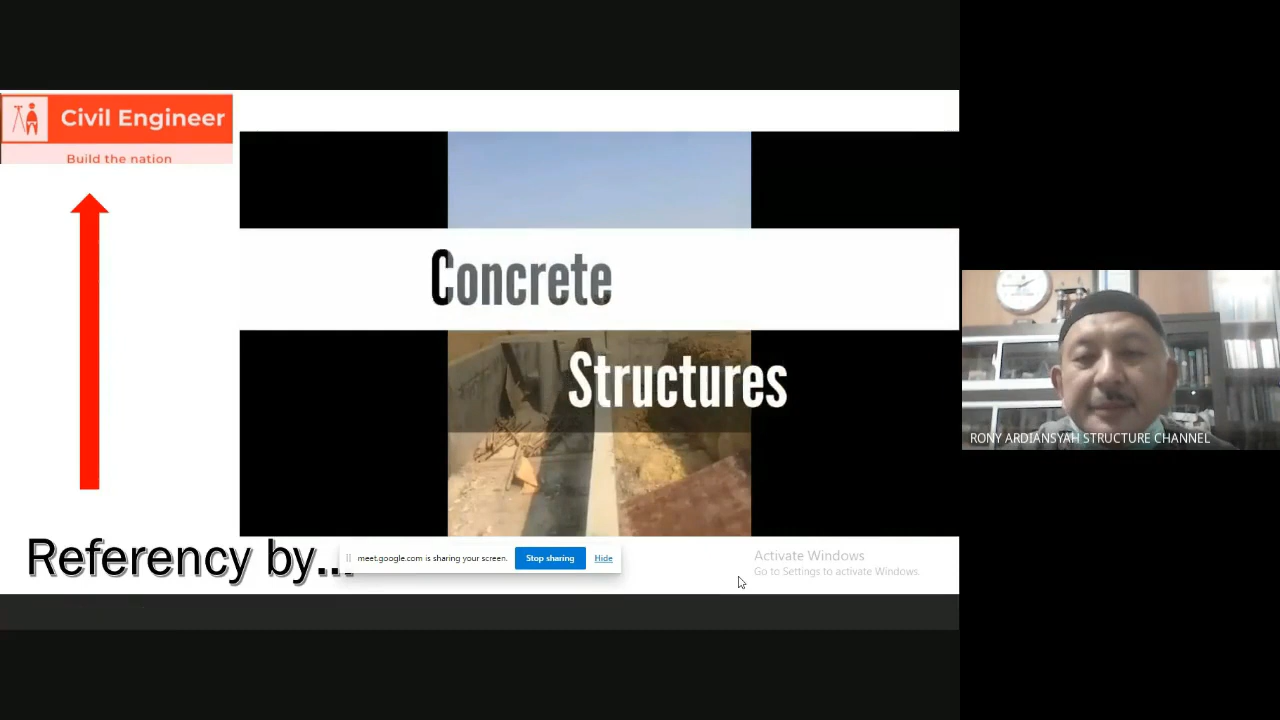 Civil Engineer
Build the nation
Concrete
Structures
RONY ARDIANSYAH STRUCTURE CHANNEL
Referency by...
meet.google.com is sharing your screen.
Stop sharing
Hide
Activate Windows
Go to Settings to activate Windows.